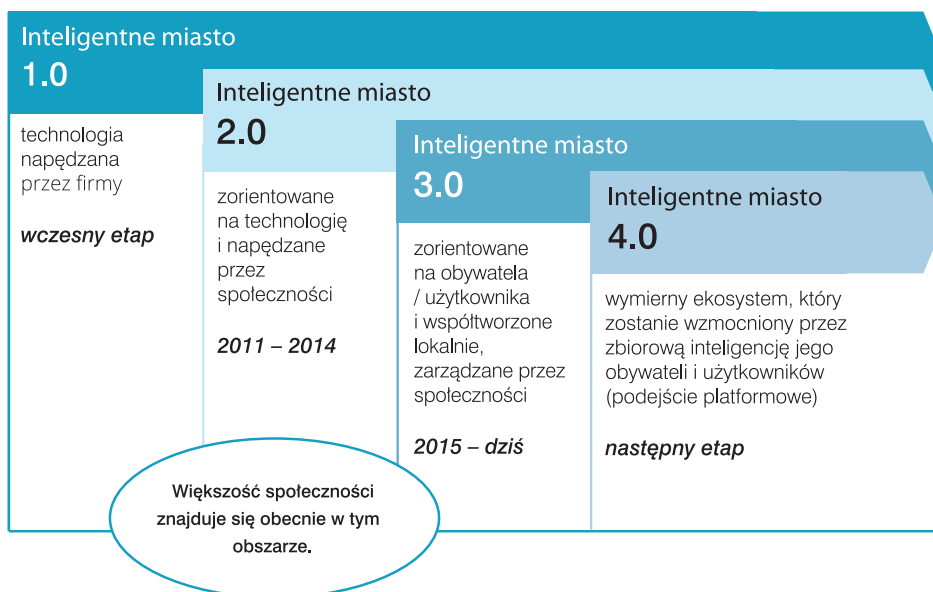 Inteligentne miasto
1.0
technologia
napędzana
przez firmy
wczesny etap
Inteligentne miasto
2.0
zorientowane
na technologię
i napędzane
przez
społeczności
2011 – 2014
Inteligentne miasto
3.0
zorientowane
na obywatela
/ użytkownika
i współtworzone
lokalnie,
zarządzane przez
społeczności
2015 – dziś
Inteligentne miasto
4.0
wymierny ekosystem, który
zostanie wzmocniony przez
zbiorową inteligencję jego
obywateli i użytkowników
(podejście platformowe)
następny etap
Większość społeczności
znajduje się obecnie w tym
obszarze.